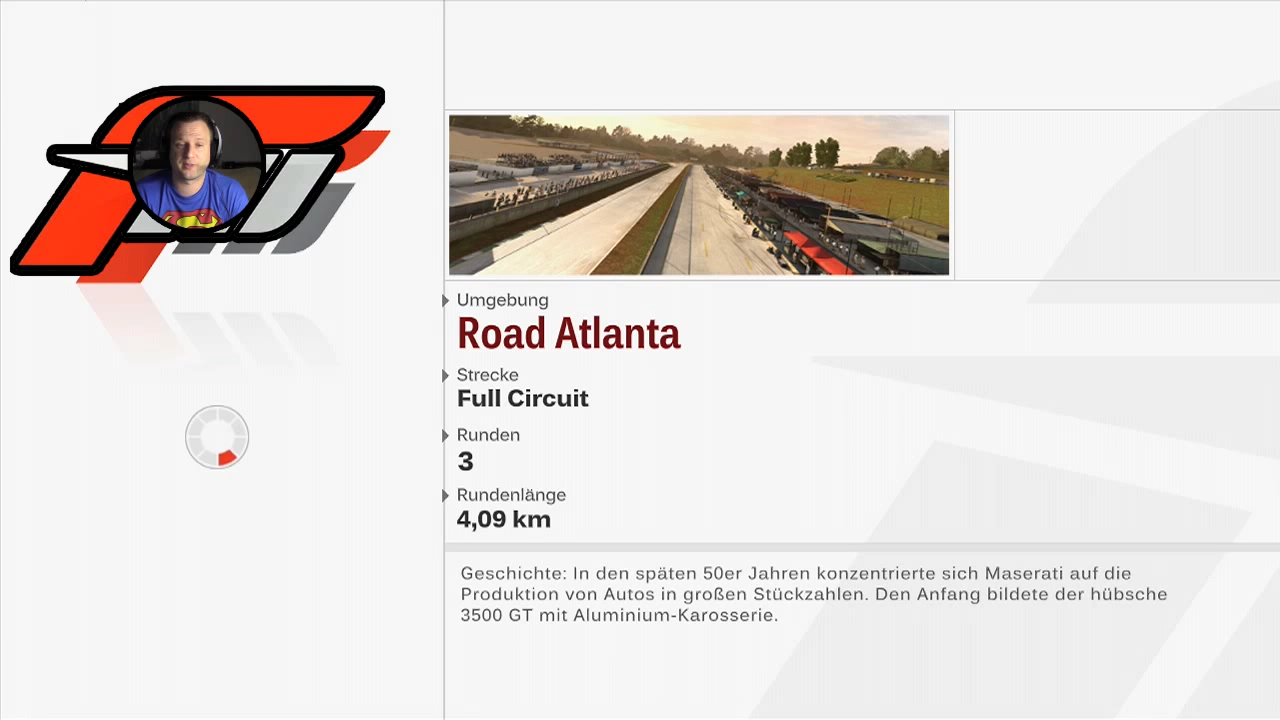 Umgebung
Road Atlanta
Strecke
Full Circuit
Runden
3
Rundenlänge
4,09 km
Geschichte: In den späten 50er Jahren konzentrierte sich Maserati auf die
Produktion von Autos in großen Stückzahlen. Den Anfang bildete der hübsche
3500 GT mit Aluminium-Karosserie.